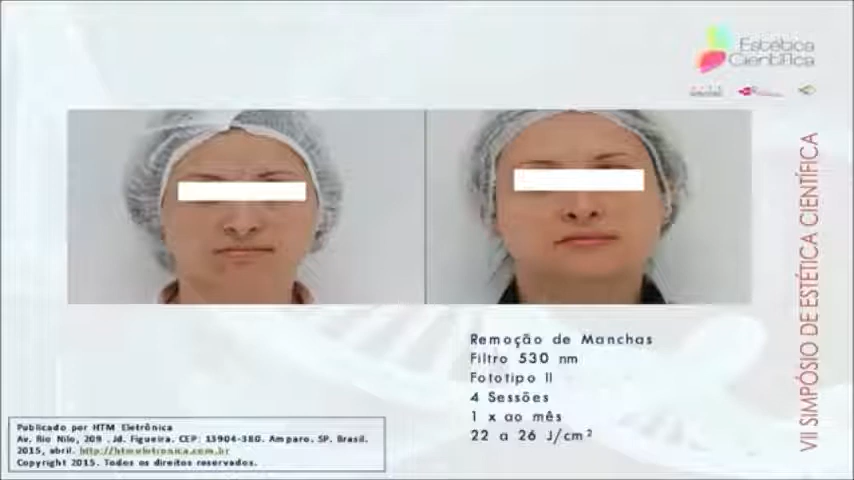 Estética
Científica
VII SIMPÓSIO DE ESTÉTICA CIENTÍFICA
Remoção de Manchas
Filtro 530 nm
Fototipo II
4 Sessões
1 x ao mês
22 a 26 J/cm²
Publicado por HTM Eletrônica
Av. Rio Nilo, 209 . Jd. Figueira. CEP: 13904-380. Amparo. SP. Brasil.
2015, abril. http://htmeletronica.com.br
Copyright 2015. Todos os direitos reservados.